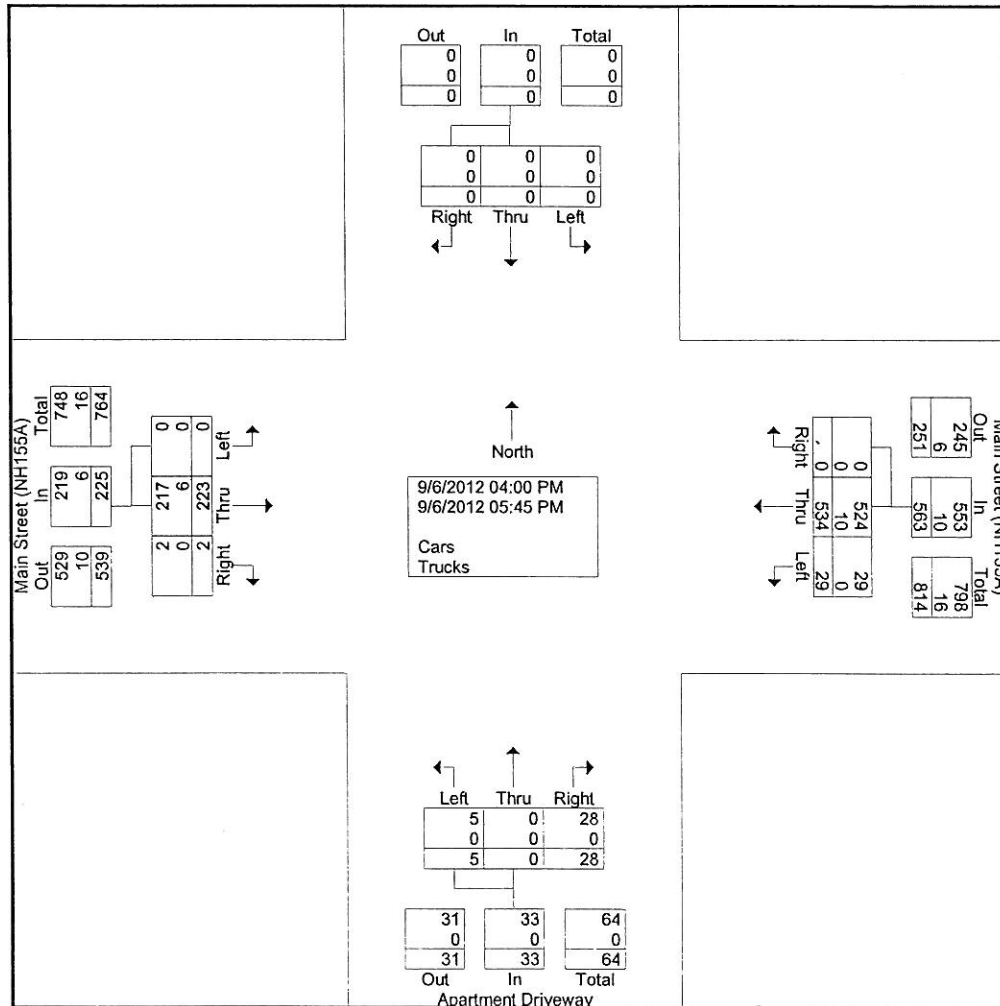 Out In Total
0 0 0
0 0 0
0 0 0
0 0 0
0 0 0
0 0 0
Right Thru Left
Main Street (NH155A)
Total In Out
748 219 529
16 6 10
764 225 539
0 217 2
0 6 0
0 223 2
Left Thru Right
North
9/6/2012 04:00 PM
9/6/2012 05:45 PM
Cars
Trucks
Main Street (NH155A)
Out In Total
245 553 798
6 10 16
251 563 814
0 524 29
0 10 0
534 29
Right Thru Left
Left Thru Right
5 0 28
0 0 0
5 0 28
31 33 64
0 0 0
31 33 64
Out In Total
Apartment Driveway